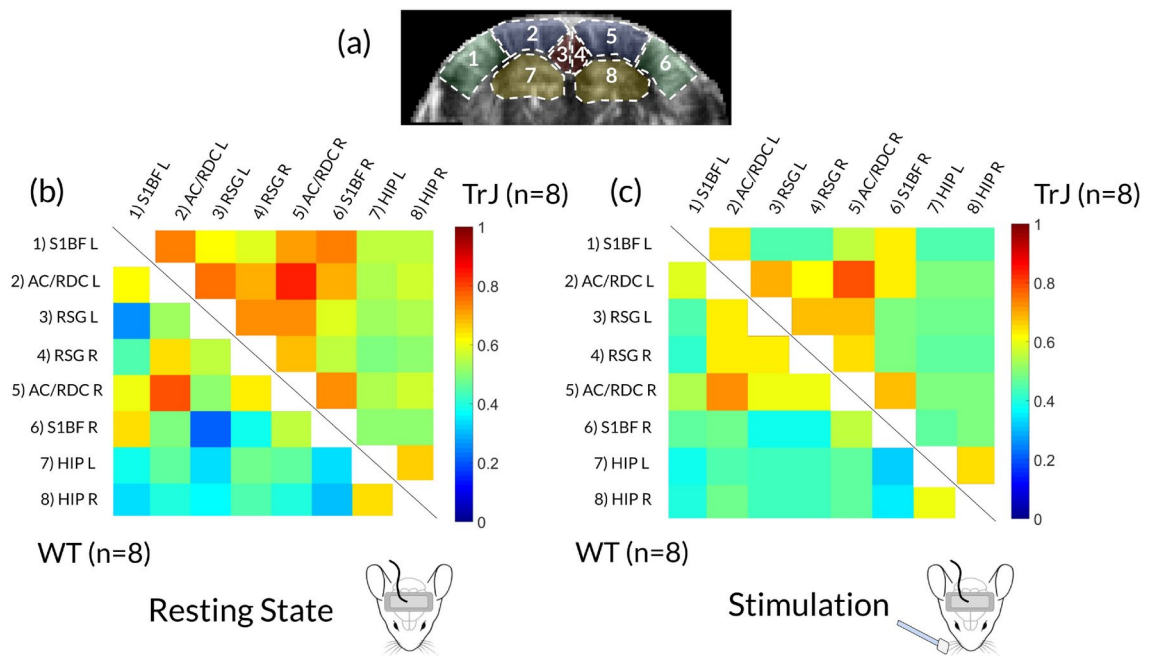 (a)
1 2 3 4 5 6
7 8
(b)
1) S1BF L
2) AC/RDC L
3) RSG L
4) RSG R
5) AC/RDC R
6) S1BF R
7) HIP L
8) HIP R
TrJ (n=8)
1) S1BF L
2) AC/RDC L
3) RSG L
4) RSG R
5) AC/RDC R
6) S1BF R
7) HIP L
8) HIP R
1
0.8
0.6
0.4
0.2
0
WT (n=8)
Resting State
(c)
1) S1BF L
2) AC/RDC L
3) RSG L
4) RSG R
5) AC/RDC R
6) S1BF R
7) HIP L
8) HIP R
TrJ (n=8)
1) S1BF L
2) AC/RDC L
3) RSG L
4) RSG R
5) AC/RDC R
6) S1BF R
7) HIP L
8) HIP R
1
0.8
0.6
0.4
0.2
0
WT (n=8)
Stimulation